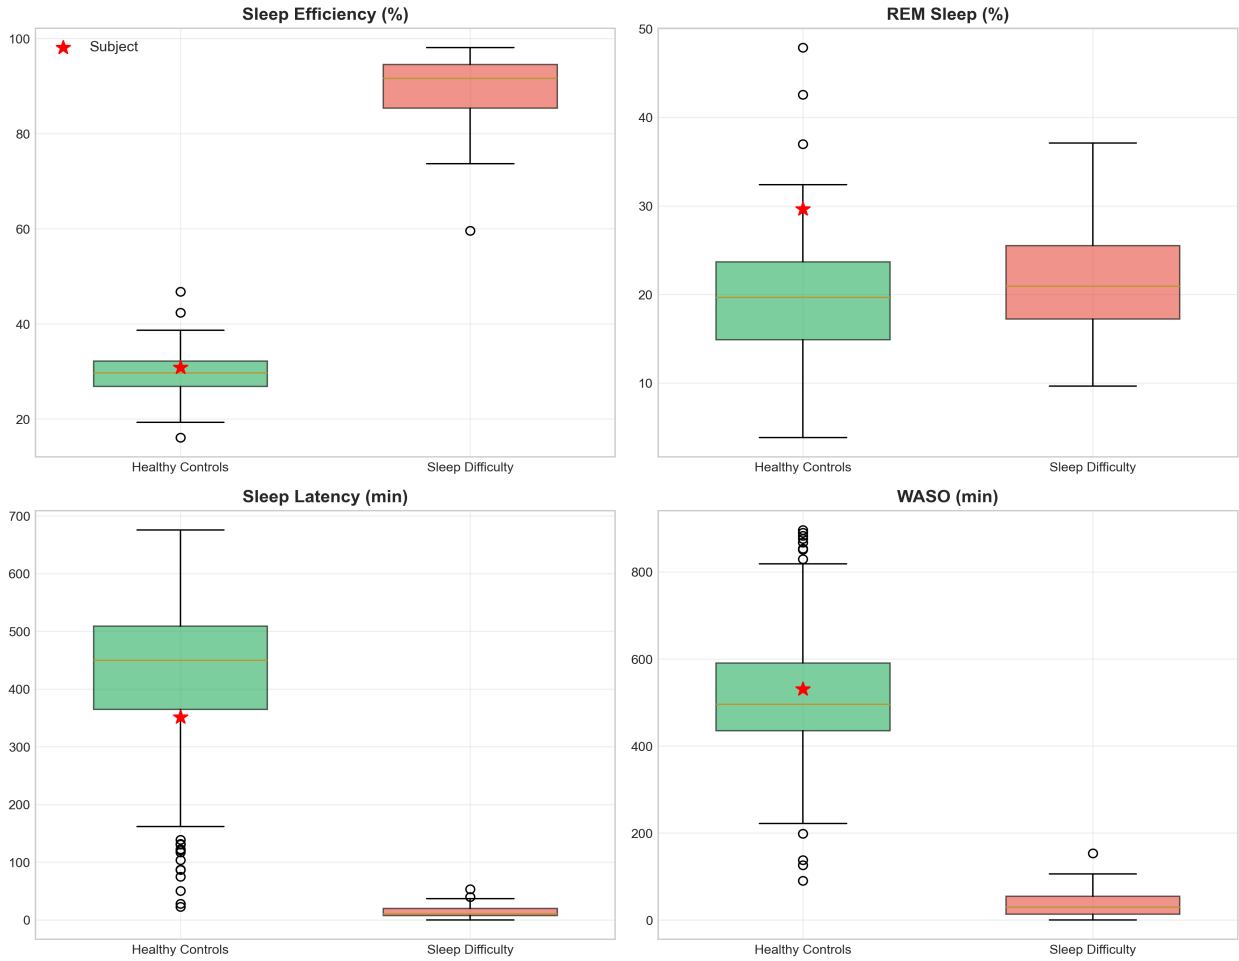 Sleep Efficiency (%)
100
80
60
40
20
Subject
Healthy Controls
Sleep Difficulty
REM Sleep (%)
50
40
30
20
10
Healthy Controls
Sleep Difficulty
Sleep Latency (min)
700
600
500
400
300
200
100
0
Healthy Controls
Sleep Difficulty
WASO (min)
800
600
400
200
0
Healthy Controls
Sleep Difficulty